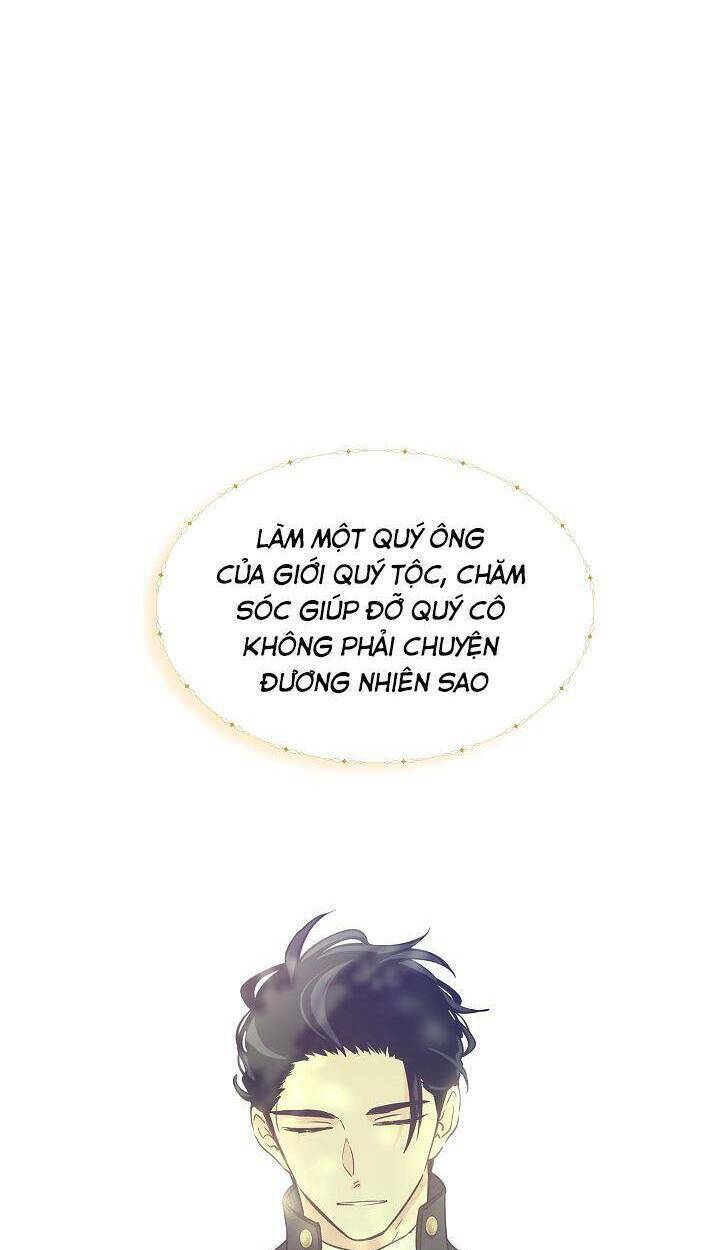 LÀM MỘT QUÝ ÔNG
CỦA GIỚI QUÝ TỘC, CHĂM
SÓC GIÚP ĐỠ QUÝ CÔ
KHÔNG PHẢI CHUYỆN
ĐƯƠNG NHIÊN SAO